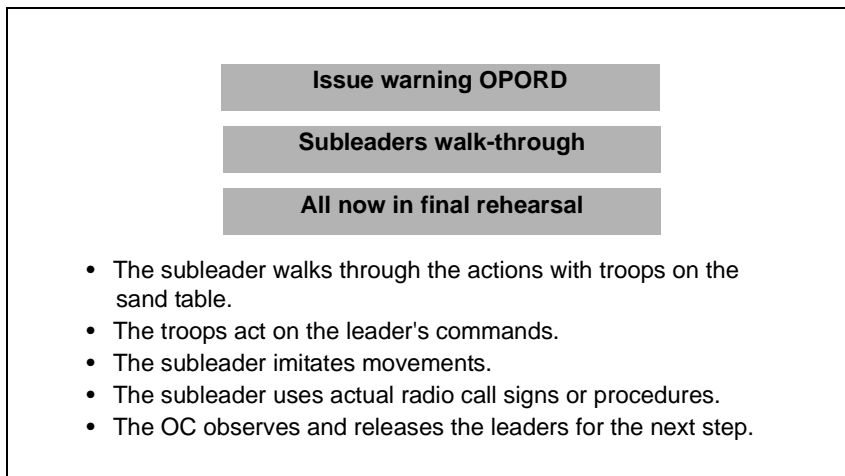 Issue warning OPORD
Subleaders walk-through
All now in final rehearsal
• The subleader walks through the actions with troops on the
sand table.
• The troops act on the leader's commands.
• The subleader imitates movements.
• The subleader uses actual radio call signs or procedures.
• The OC observes and releases the leaders for the next step.